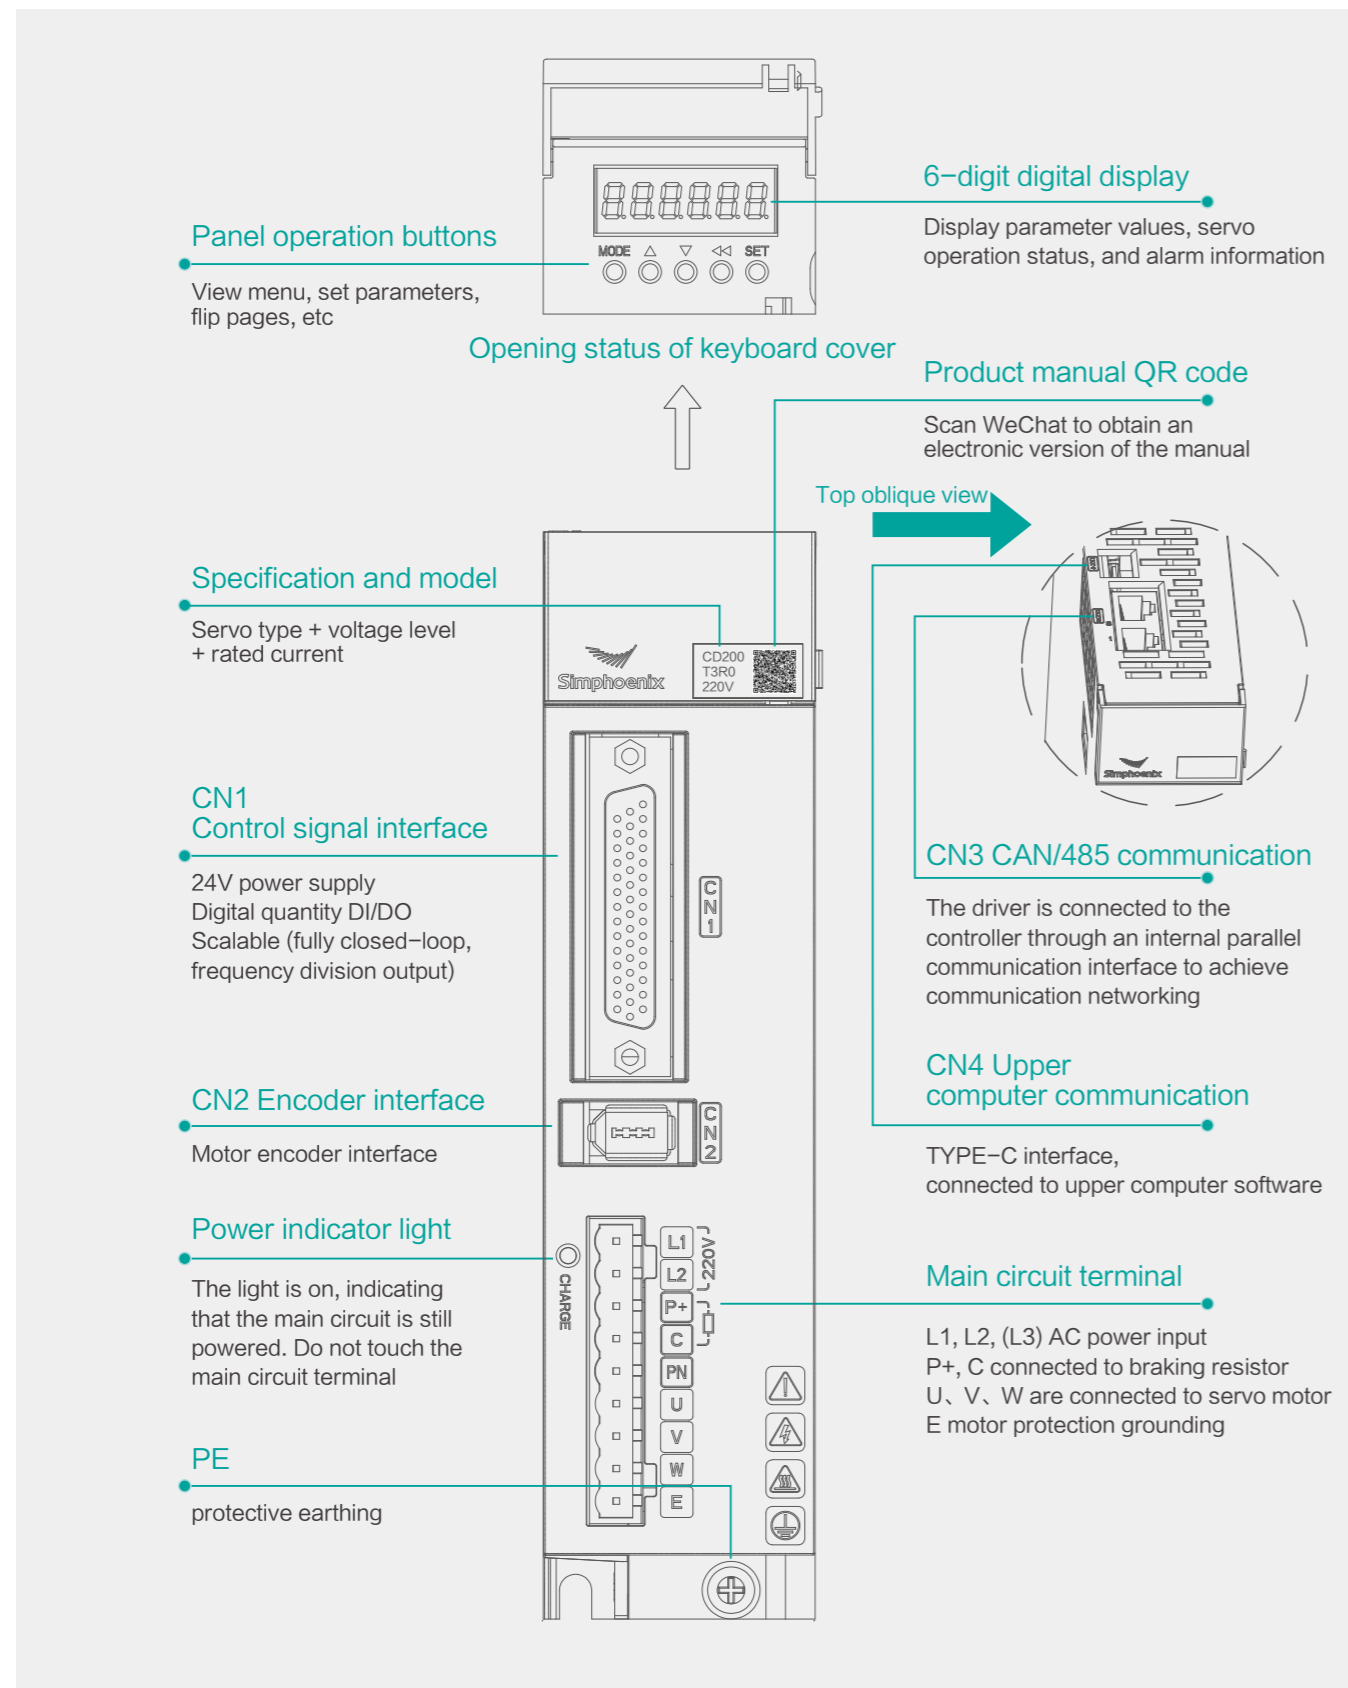 6-digit digital display
Display parameter values, servo
operation status, and alarm information
Panel operation buttons
View menu, set parameters,
flip pages, etc
MODE △ ▽ ◁◁ SET
Opening status of keyboard cover
Product manual QR code
Scan WeChat to obtain an
electronic version of the manual
Top oblique view
Specification and model
Servo type + voltage level
+ rated current
Simphoenix
CD200
T3R0
220V
Simphoenix
CN1
Control signal interface
24V power supply
Digital quantity DI/DO
Scalable (fully closed-loop,
frequency division output)
CN1
CN3 CAN/485 communication
The driver is connected to the
controller through an internal parallel
communication interface to achieve
communication networking
CN4 Upper
computer communication
TYPE-C interface,
connected to upper computer software
CN2 Encoder interface
Motor encoder interface
CN2
Power indicator light
The light is on, indicating
that the main circuit is still
powered. Do not touch the
main circuit terminal
CHARGE
L1
L2
220V
P+
C
PN
U
V
W
E
Main circuit terminal
L1, L2, (L3) AC power input
P+, C connected to braking resistor
U、V、W are connected to servo motor
E motor protection grounding
PE
protective earthing